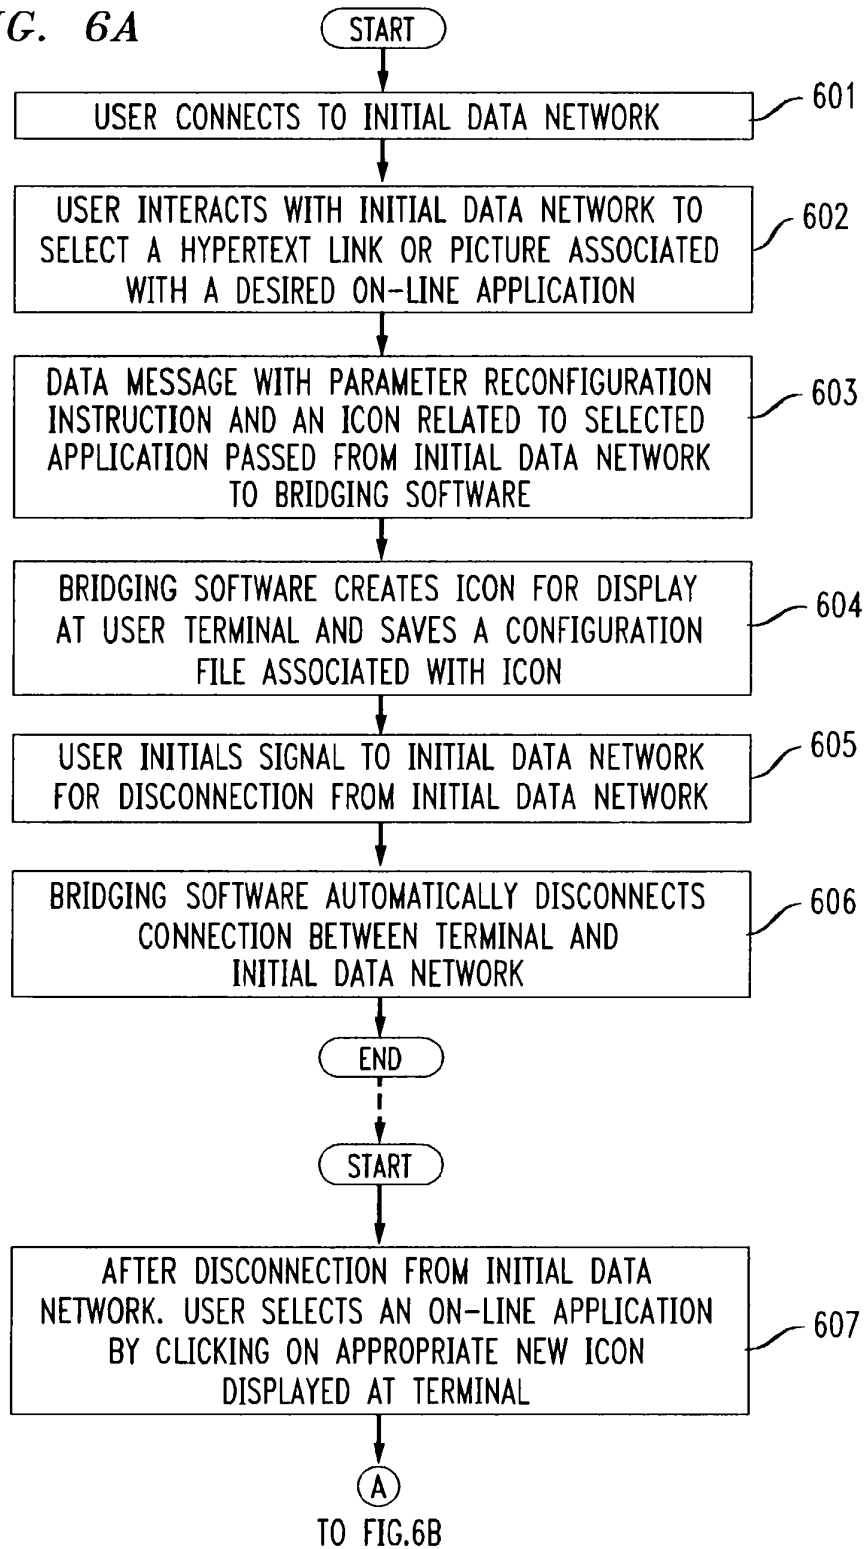 IG. 6A
START
USER CONNECTS TO INITIAL DATA NETWORK
601
USER INTERACTS WITH INITIAL DATA NETWORK TO
SELECT A HYPERTEXT LINK OR PICTURE ASSOCIATED
WITH A DESIRED ON-LINE APPLICATION
602
DATA MESSAGE WITH PARAMETER RECONFIGURATION
INSTRUCTION AND AN ICON RELATED TO SELECTED
APPLICATION PASSED FROM INITIAL DATA NETWORK
TO BRIDGING SOFTWARE
603
BRIDGING SOFTWARE CREATES ICON FOR DISPLAY
AT USER TERMINAL AND SAVES A CONFIGURATION
FILE ASSOCIATED WITH ICON
604
USER INITIALS SIGNAL TO INITIAL DATA NETWORK
FOR DISCONNECTION FROM INITIAL DATA NETWORK
605
BRIDGING SOFTWARE AUTOMATICALLY DISCONNECTS
CONNECTION BETWEEN TERMINAL AND
INITIAL DATA NETWORK
606
END
START
AFTER DISCONNECTION FROM INITIAL DATA
NETWORK. USER SELECTS AN ON-LINE APPLICATION
BY CLICKING ON APPROPRIATE NEW ICON
DISPLAYED AT TERMINAL
607
A
TO FIG.6B